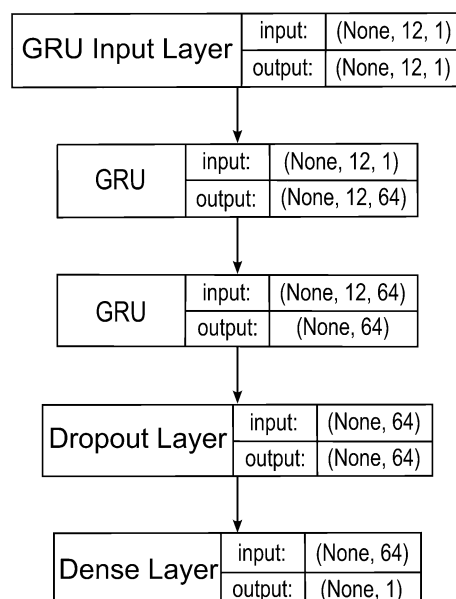 GRU Input Layer
input: (None, 12, 1)
output: (None, 12, 1)
GRU
input: (None, 12, 1)
output: (None, 12, 64)
GRU
input: (None, 12, 64)
output: (None, 64)
Dropout Layer
input: (None, 64)
output: (None, 64)
Dense Layer
input: (None, 64)
output: (None, 1)